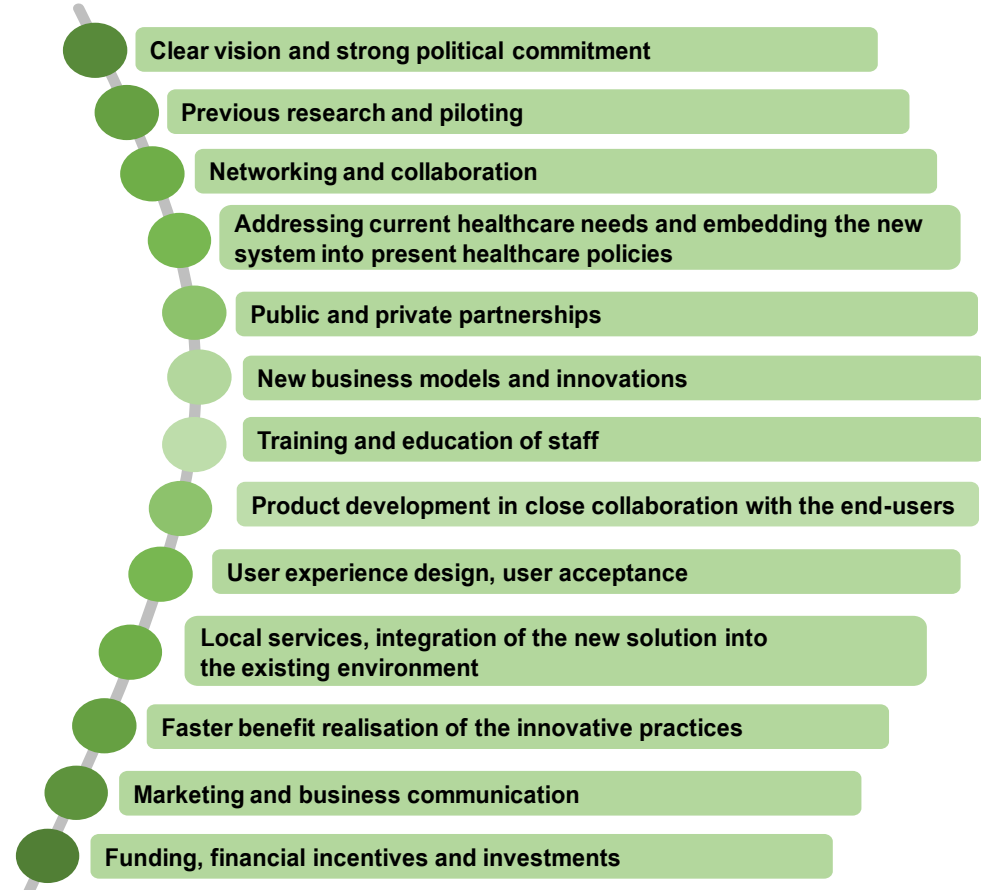 Clear vision and strong political commitment
Previous research and piloting
Networking and collaboration
Addressing current healthcare needs and embedding the new
system into present healthcare policies
Public and private partnerships
New business models and innovations
Training and education of staff
Product development in close collaboration with the end-users
User experience design, user acceptance
Local services, integration of the new solution into
the existing environment
Faster benefit realisation of the innovative practices
Marketing and business communication
Funding, financial incentives and investments